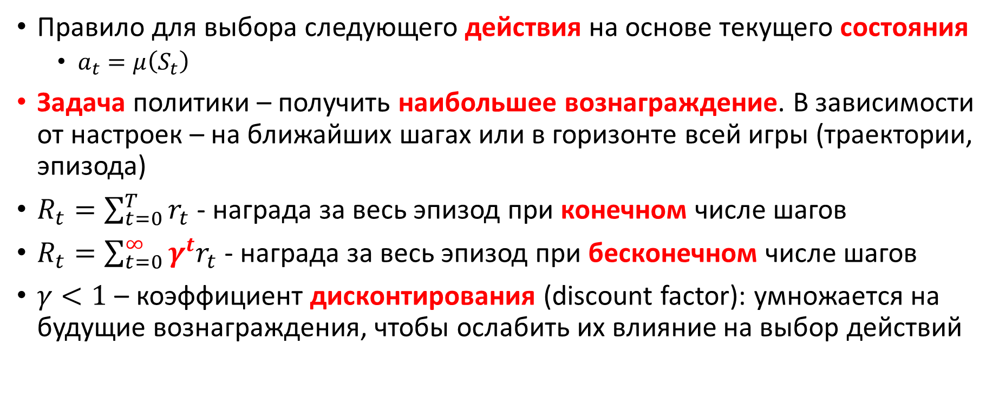 • Правило для выбора следующего действия на основе текущего состояния
• $a_t = \mu(S_t)$
• Задача политики – получить наибольшее вознаграждение. В зависимости
от настроек – на ближайших шагах или в горизонте всей игры (траектории,
эпизода)
• $R_t = \sum_{t=0}^{T} r_t$ - награда за весь эпизод при конечном числе шагов
• $R_t = \sum_{t=0}^{\infty} \gamma^t r_t$ - награда за весь эпизод при бесконечном числе шагов
• $\gamma < 1$ – коэффициент дисконтирования (discount factor): умножается на
будущие вознаграждения, чтобы ослабить их влияние на выбор действий